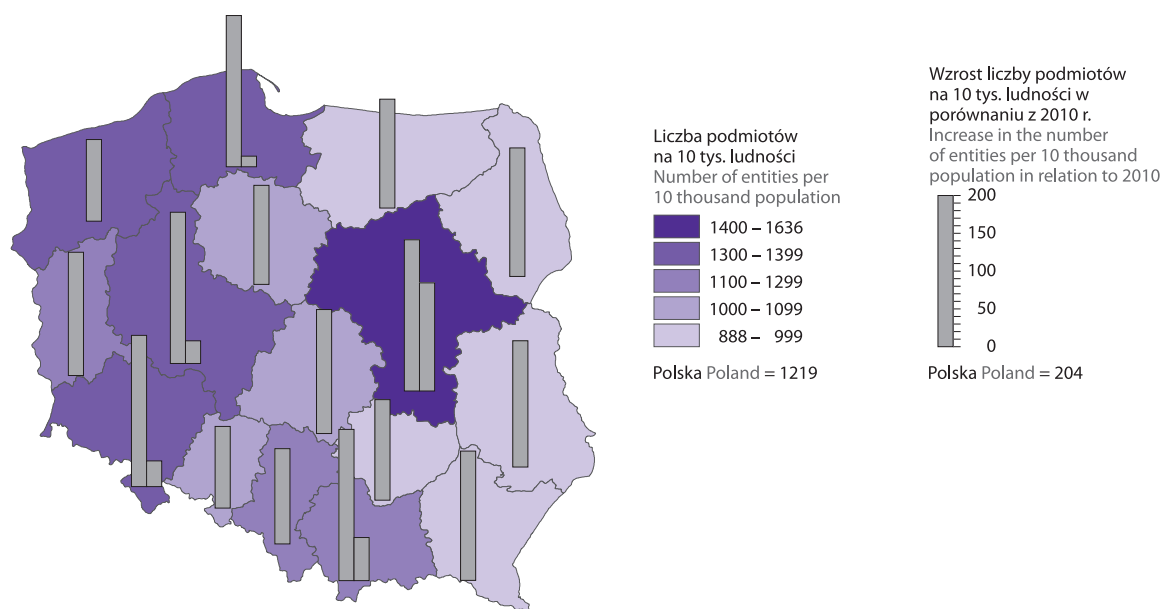 Liczba podmiotów
na 10 tys. ludności
Number of entities per
10 thousand population
1400 – 1636
1300 – 1399
1100 – 1299
1000 – 1099
888 – 999
Polska Poland = 1219
Wzrost liczby podmiotów
na 10 tys. ludności w
porównaniu z 2010 r.
Increase in the number
of entities per 10 thousand
population in relation to 2010
200
150
100
50
0
Polska Poland = 204